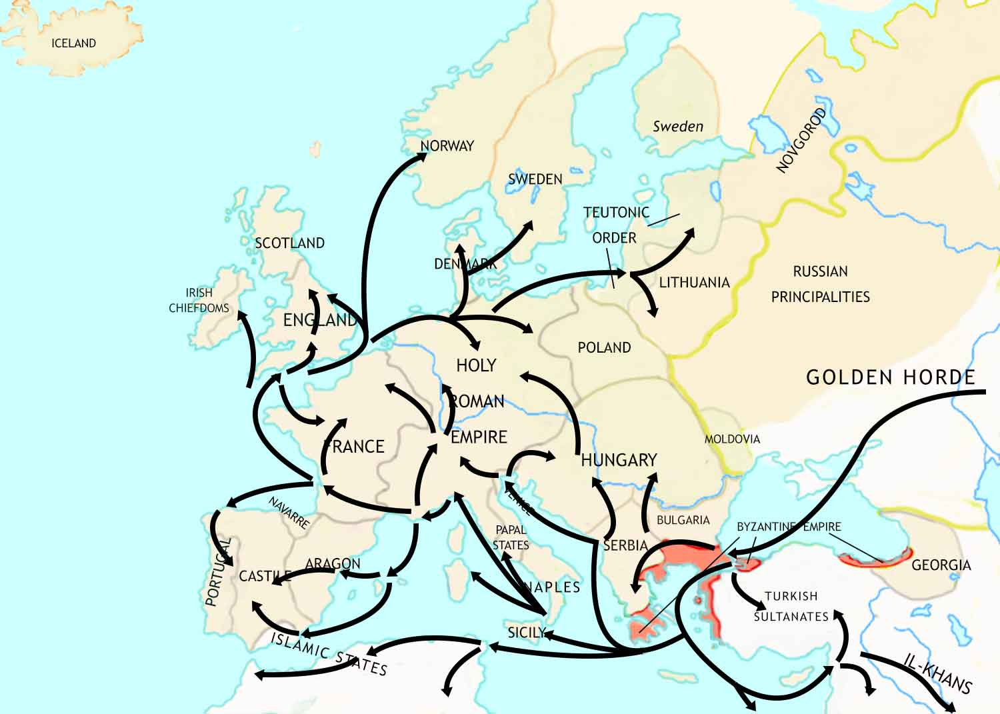 ICELAND
NORWAY
Sweden
SWEDEN
NOVGOROD
TEUTONIC
ORDER
SCOTLAND
DENMARK
LITHUANIA
RUSSIAN
PRINCIPALITIES
IRISH
CHIEFDOMS
ENGLAND
POLAND
HOLY
ROMAN
EMPIRE
GOLDEN HORDE
FRANCE
MOLDOVIA
HUNGARY
NAVARRE
VENICE
BULGARIA
BYZANTINE EMPIRE
PAPAL
STATES
SERBIA
PORTUGAL
CASTILE
ARAGON
GEORGIA
NAPLES
TURKISH
SULTANATES
SICILY
ISLAMIC STATES
IL-KHANS